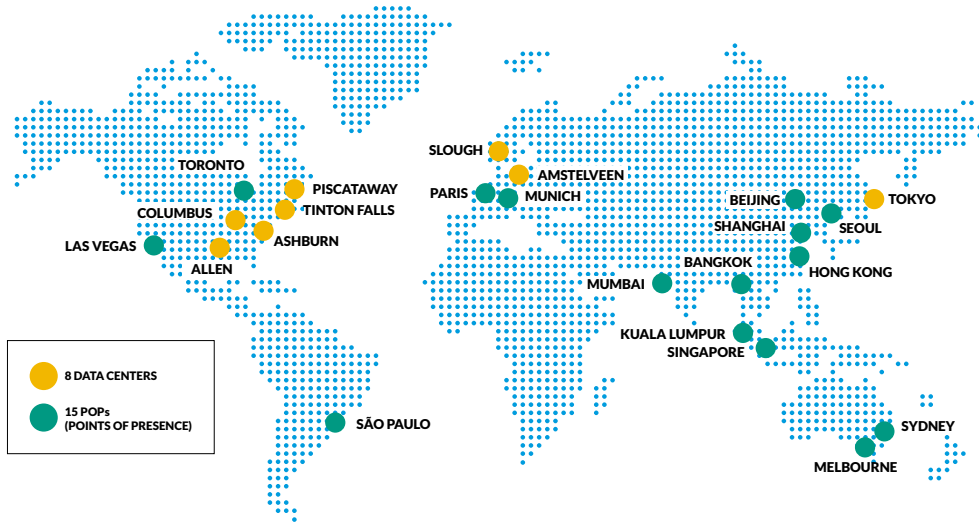 SLOUGH
TORONTO
AMSTELVEEN
PISCATAWAY
PARIS
MUNICH
BEIJING
TOKYO
COLUMBUS
TINTON FALLS
SHANGHAI
SEOUL
LAS VEGAS
ASHBURN
BANGKOK
ALLEN
HONG KONG
MUMBAI
KUALA LUMPUR
SINGAPORE
8 DATA CENTERS
15 POPs
(POINTS OF PRESENCE)
SÃO PAULO
SYDNEY
MELBOURNE